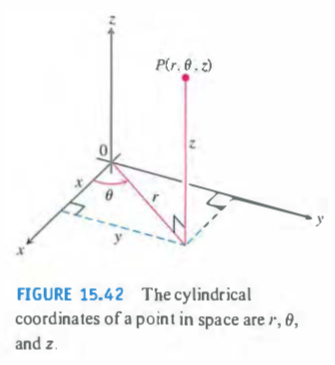 z
P(r, θ, z)
0
z
x
θ
r
y
y
x
FIGURE 15.42 The cylindrical
coordinates of a point in space are r, θ,
and z.